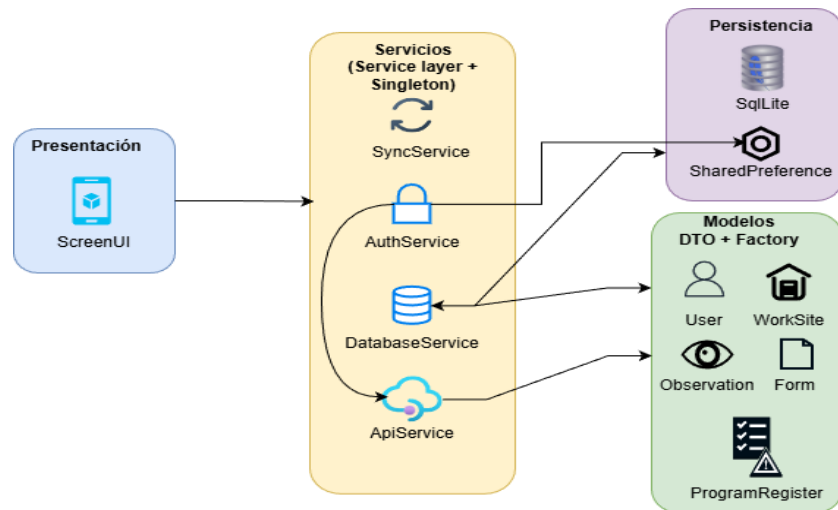 Presentación
ScreenUI
Servicios
(Service layer +
Singleton)
SyncService
AuthService
DatabaseService
ApiService
Persistencia
SqlLite
SharedPreference
Modelos
DTO + Factory
User
WorkSite
Observation
Form
ProgramRegister